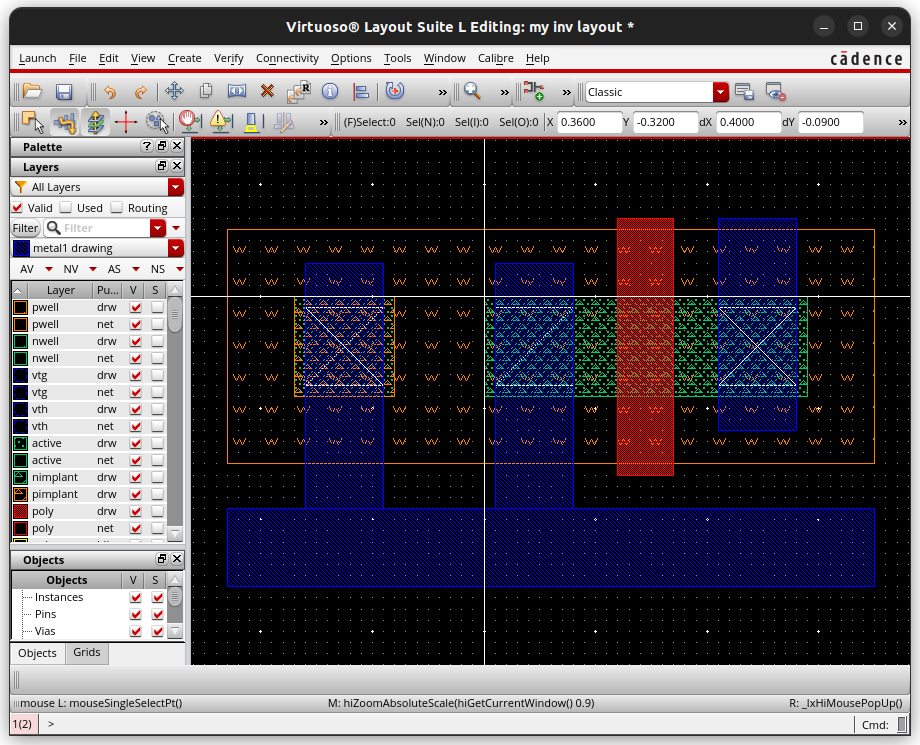 Virtuoso® Layout Suite L Editing: my inv layout *
Launch File Edit View Create Verify Connectivity Options Tools Window Calibre Help cādence
R » » » Classic
» (F)Select:0 Sel(N):0 Sel(I):0 Sel(O):0 X 0.3600 Y -0.3200 dX 0.4000 dY -0.0900 »
Palette ?
Layers
All Layers
Valid Used Routing
Filter Filter
metal1 drawing
AV NV AS NS
Layer Pu... V S
pwell drw
pwell net
nwell drw
nwell net
vtg drw
vtg net
vth drw
vth net
active drw
active net
nimplant drw
pimplant drw
poly drw
poly net
Objects
Objects V S
Instances
Pins
Vias
Objects Grids
mouse L: mouseSingleSelectPt() M: hiZoomAbsoluteScale(hiGetCurrentWindow() 0.9) R: _lxHiMousePopUp()
1(2) > Cmd: